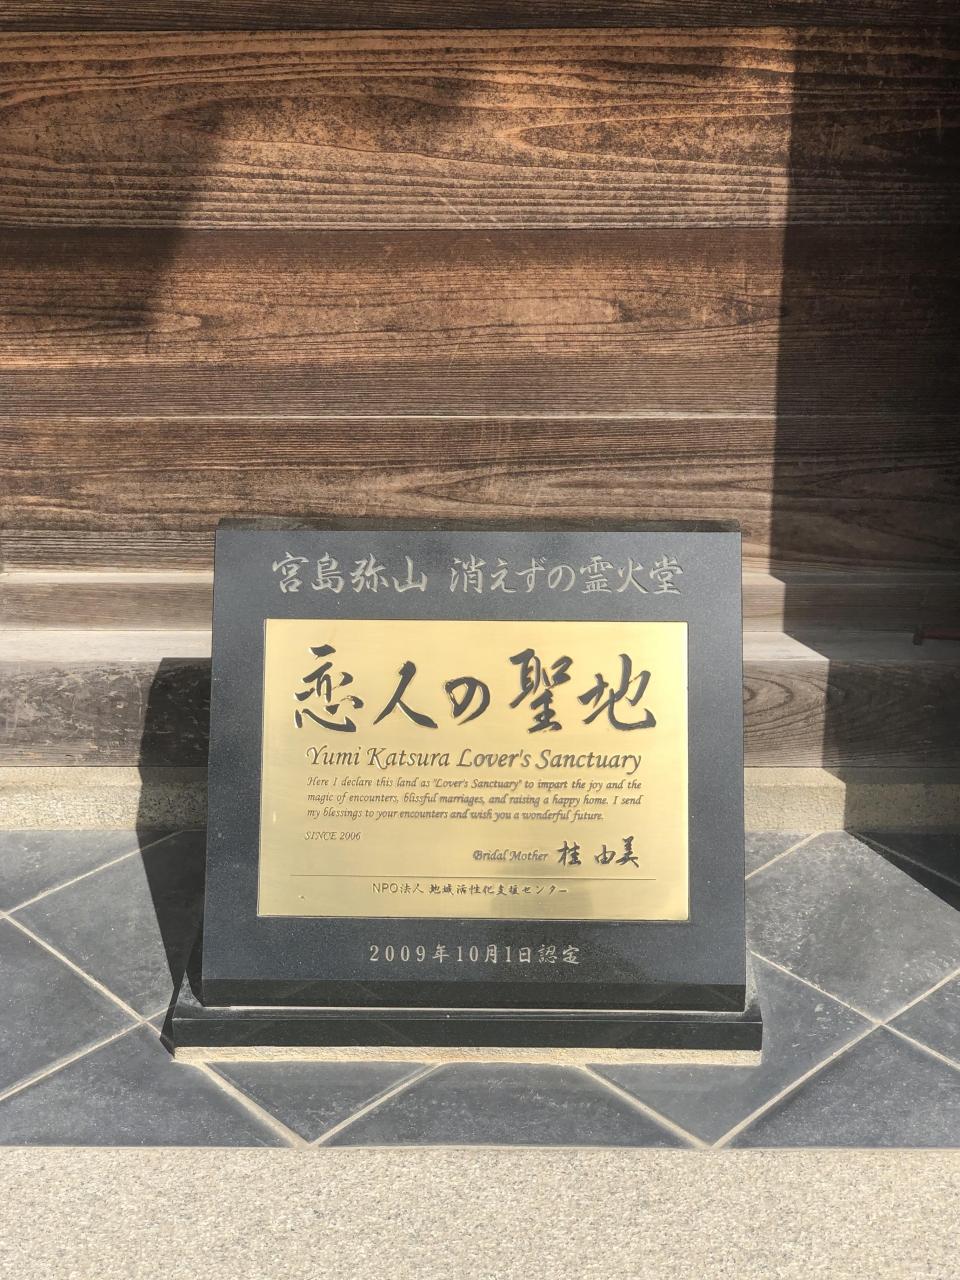 宮島弥山 消えずの霊火堂
恋人の聖地
Yumi Katsura Lover's Sanctuary
Here I declare this land as "Lover's Sanctuary" to impart the joy and the
magic of encounters, blissful marriages, and raising a happy home. I send
my blessings to your encounters and wish you a wonderful future.
SINCE 2006
Bridal Mother 桂 由美
NPO法人 地域活性化支援センター
2009年10月1日認定